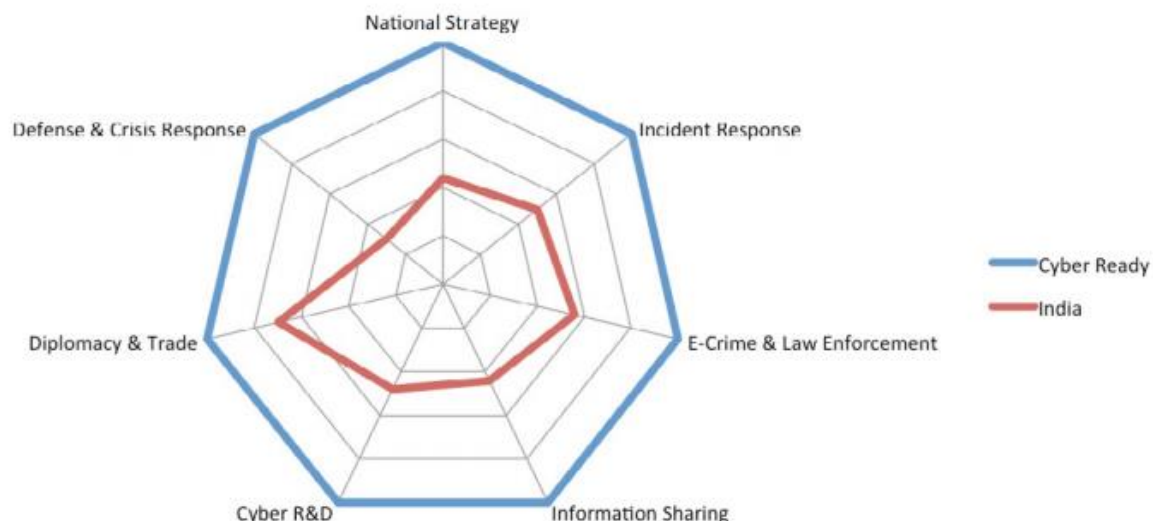 National Strategy
Defense & Crisis Response
Incident Response
Cyber Ready
India
Diplomacy & Trade
E-Crime & Law Enforcement
Cyber R&D
Information Sharing